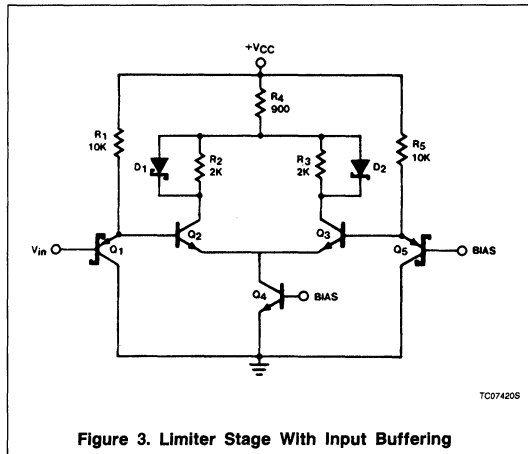 +VCC
R4
900
R1
10K
R5
10K
D1
R2
2K
R3
2K
D2
Vin
Q1
Q2
Q3
Q5
BIAS
Q4
BIAS
TC07420S
Figure 3. Limiter Stage With Input Buffering